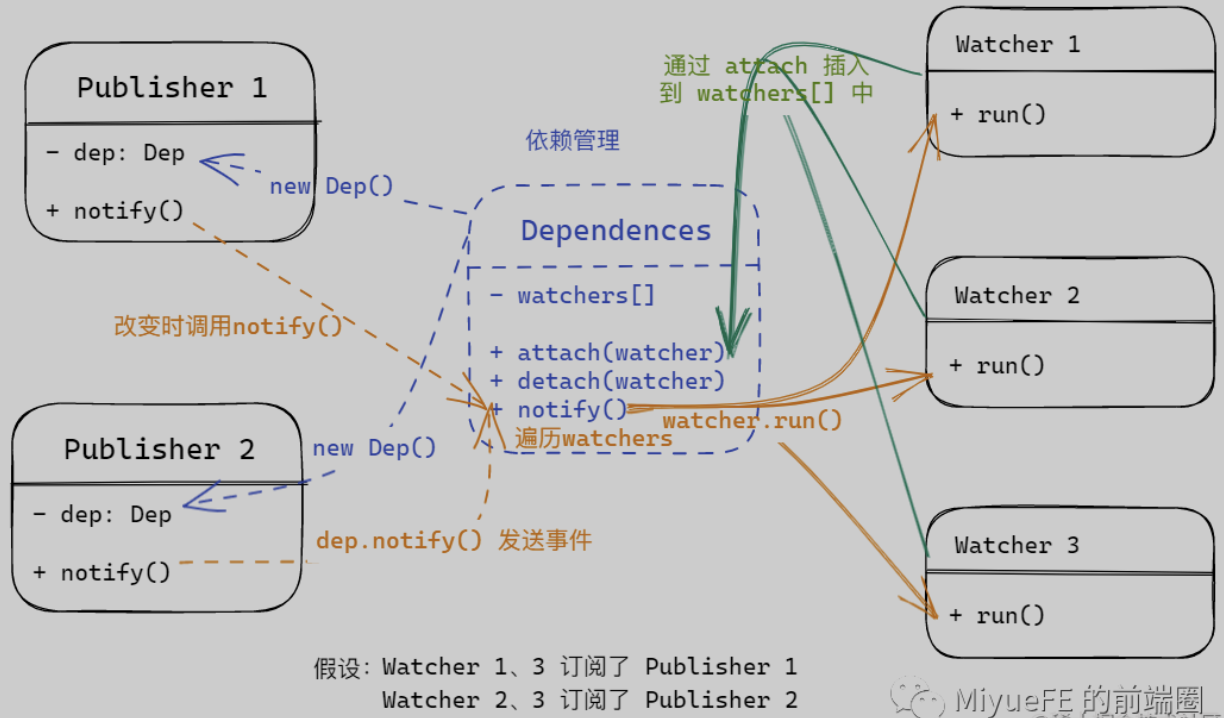 Publisher 1
- dep: Dep
+ notify()
new Dep()
改变时调用notify()
Publisher 2
- dep: Dep
+ notify()
new Dep()
dep.notify() 发送事件
依赖管理
Dependences
- watchers[]
+ attach(watcher)
+ detach(watcher)
+ notify()
遍历watchers
watcher.run()
通过 attach 插入
到 watchers[] 中
Watcher 1
+ run()
Watcher 2
+ run()
Watcher 3
+ run()
假设: Watcher 1、3 订阅了 Publisher 1
Watcher 2、3 订阅了 Publisher 2
MiyueFE 的前端圈